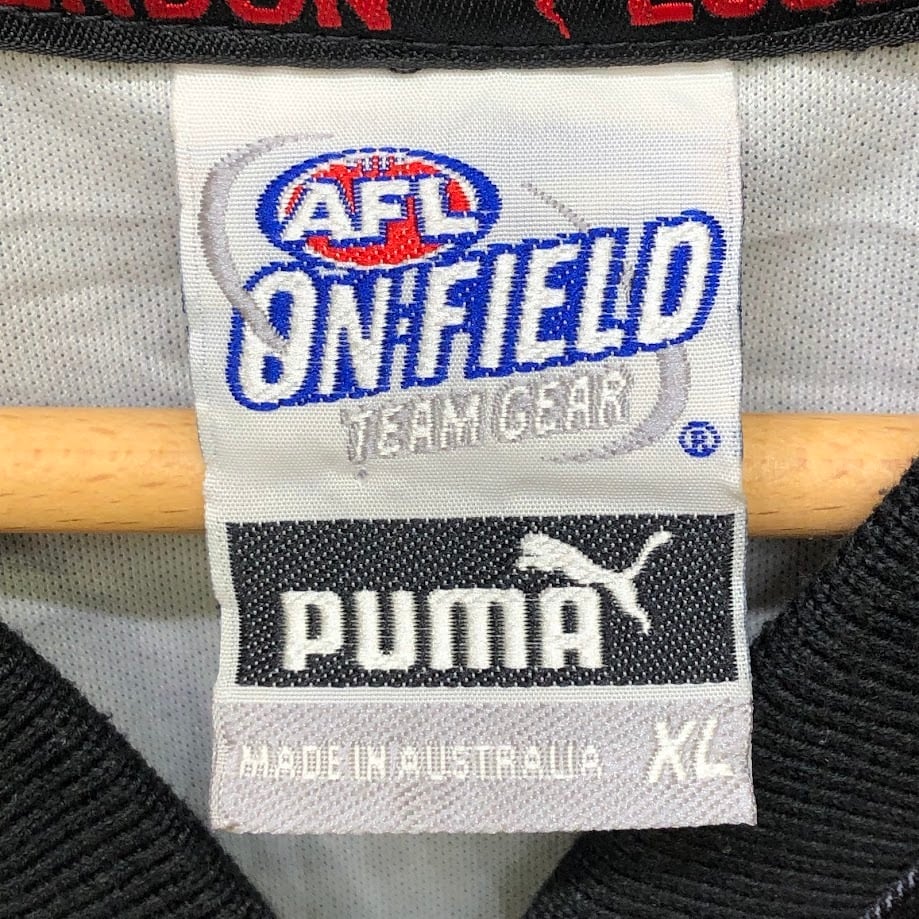 AFL
ON-FIELD
TEAM GEAR
®
PUMA
MADE IN AUSTRALIA XL